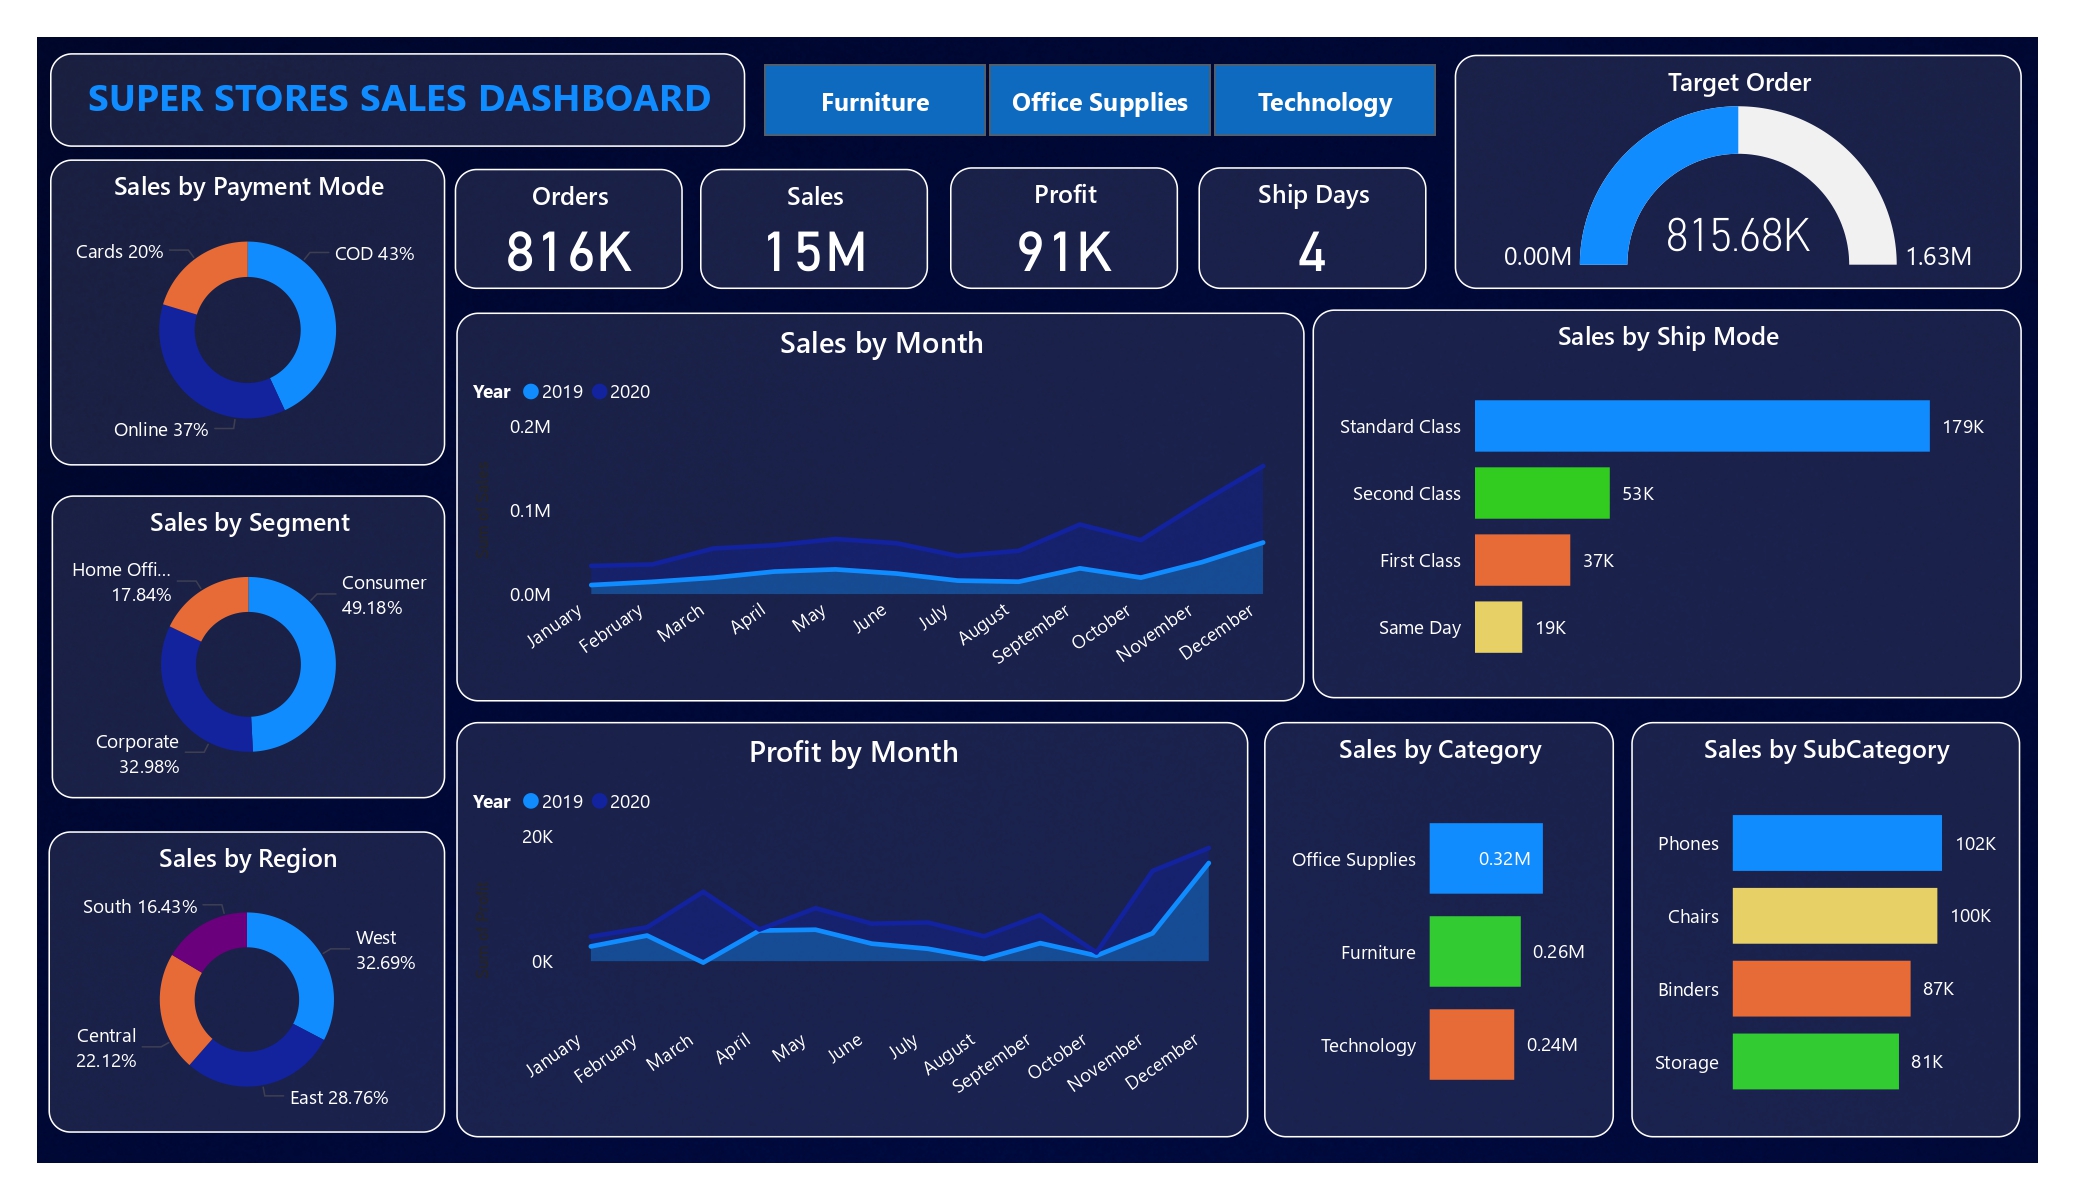 SUPER STORES SALES DASHBOARD
Furniture
Office Supplies
Technology
Target Order
815.68K
0.00M
1.63M
Sales by Payment Mode
Cards 20%
COD 43%
Online 37%
Orders
816K
Sales
15M
Profit
91K
Ship Days
4
Sales by Month
Year 2019 2020
0.2M
0.1M
0.0M
January
February
March
April
May
June
July
August
September
October
November
December
Sales by Ship Mode
Standard Class 179K
Second Class 53K
First Class 37K
Same Day 19K
Sales by Segment
Home Offi...
17.84%
Consumer
49.18%
Corporate
32.98%
Sales by Region
South 16.43%
West
32.69%
Central
22.12%
East 28.76%
Profit by Month
Year 2019 2020
20K
0K
January
February
March
April
May
June
July
August
September
October
November
December
Sales by Category
Office Supplies 0.32M
Furniture 0.26M
Technology 0.24M
Sales by SubCategory
Phones 102K
Chairs 100K
Binders 87K
Storage 81K